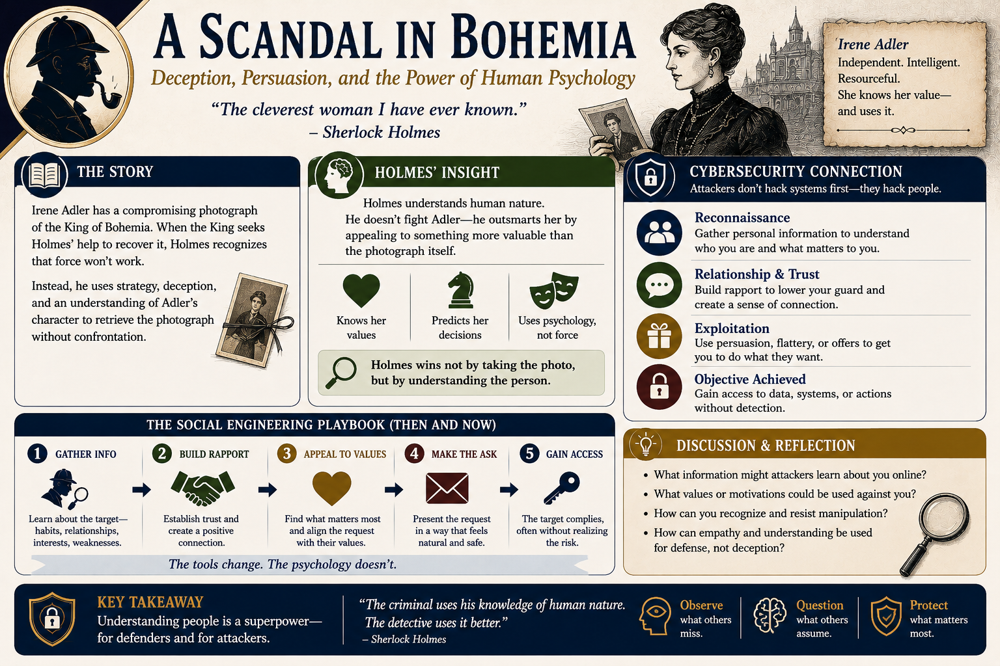 A SCANDAL IN BOHEMIA
Deception, Persuasion, and the Power of Human Psychology
“The cleverest woman I have ever known.”
– Sherlock Holmes
Irene Adler
Independent. Intelligent.
Resourceful.
She knows her value—
and uses it.
THE STORY
Irene Adler has a compromising photograph
of the King of Bohemia. When the King seeks
Holmes’ help to recover it, Holmes recognizes
that force won’t work.
Instead, he uses strategy, deception,
and an understanding of Adler’s
character to retrieve the photograph
without confrontation.
HOLMES’ INSIGHT
Holmes understands human nature.
He doesn’t fight Adler—he outsmarts her by
appealing to something more valuable than
the photograph itself.
Knows her
values
Predicts her
decisions
Uses psychology,
not force
Holmes wins not by taking the photo,
but by understanding the person.
CYBERSECURITY CONNECTION
Attackers don’t hack systems first—they hack people.
Reconnaissance
Gather personal information to understand
who you are and what matters to you.
Relationship & Trust
Build rapport to lower your guard and
create a sense of connection.
Exploitation
Use persuasion, flattery, or offers to get
you to do what they want.
Objective Achieved
Gain access to data, systems, or actions
without detection.
THE SOCIAL ENGINEERING PLAYBOOK (THEN AND NOW)
1 GATHER INFO
Learn about the target—
habits, relationships,
interests, weaknesses.
2 BUILD RAPPORT
Establish trust and
create a positive
connection.
3 APPEAL TO VALUES
Find what matters most
and align the request
with their values.
4 MAKE THE ASK
Present the request
in a way that feels
natural and safe.
5 GAIN ACCESS
The target complies,
often without realizing
the risk.
The tools change. The psychology doesn’t.
DISCUSSION & REFLECTION
• What information might attackers learn about you online?
• What values or motivations could be used against you?
• How can you recognize and resist manipulation?
• How can empathy and understanding be used
for defense, not deception?
KEY TAKEAWAY
Understanding people is a superpower—
for defenders and for attackers.
“The criminal uses his knowledge of human nature.
The detective uses it better.”
– Sherlock Holmes
Observe
what others
miss.
Question
what others
assume.
Protect
what matters
most.